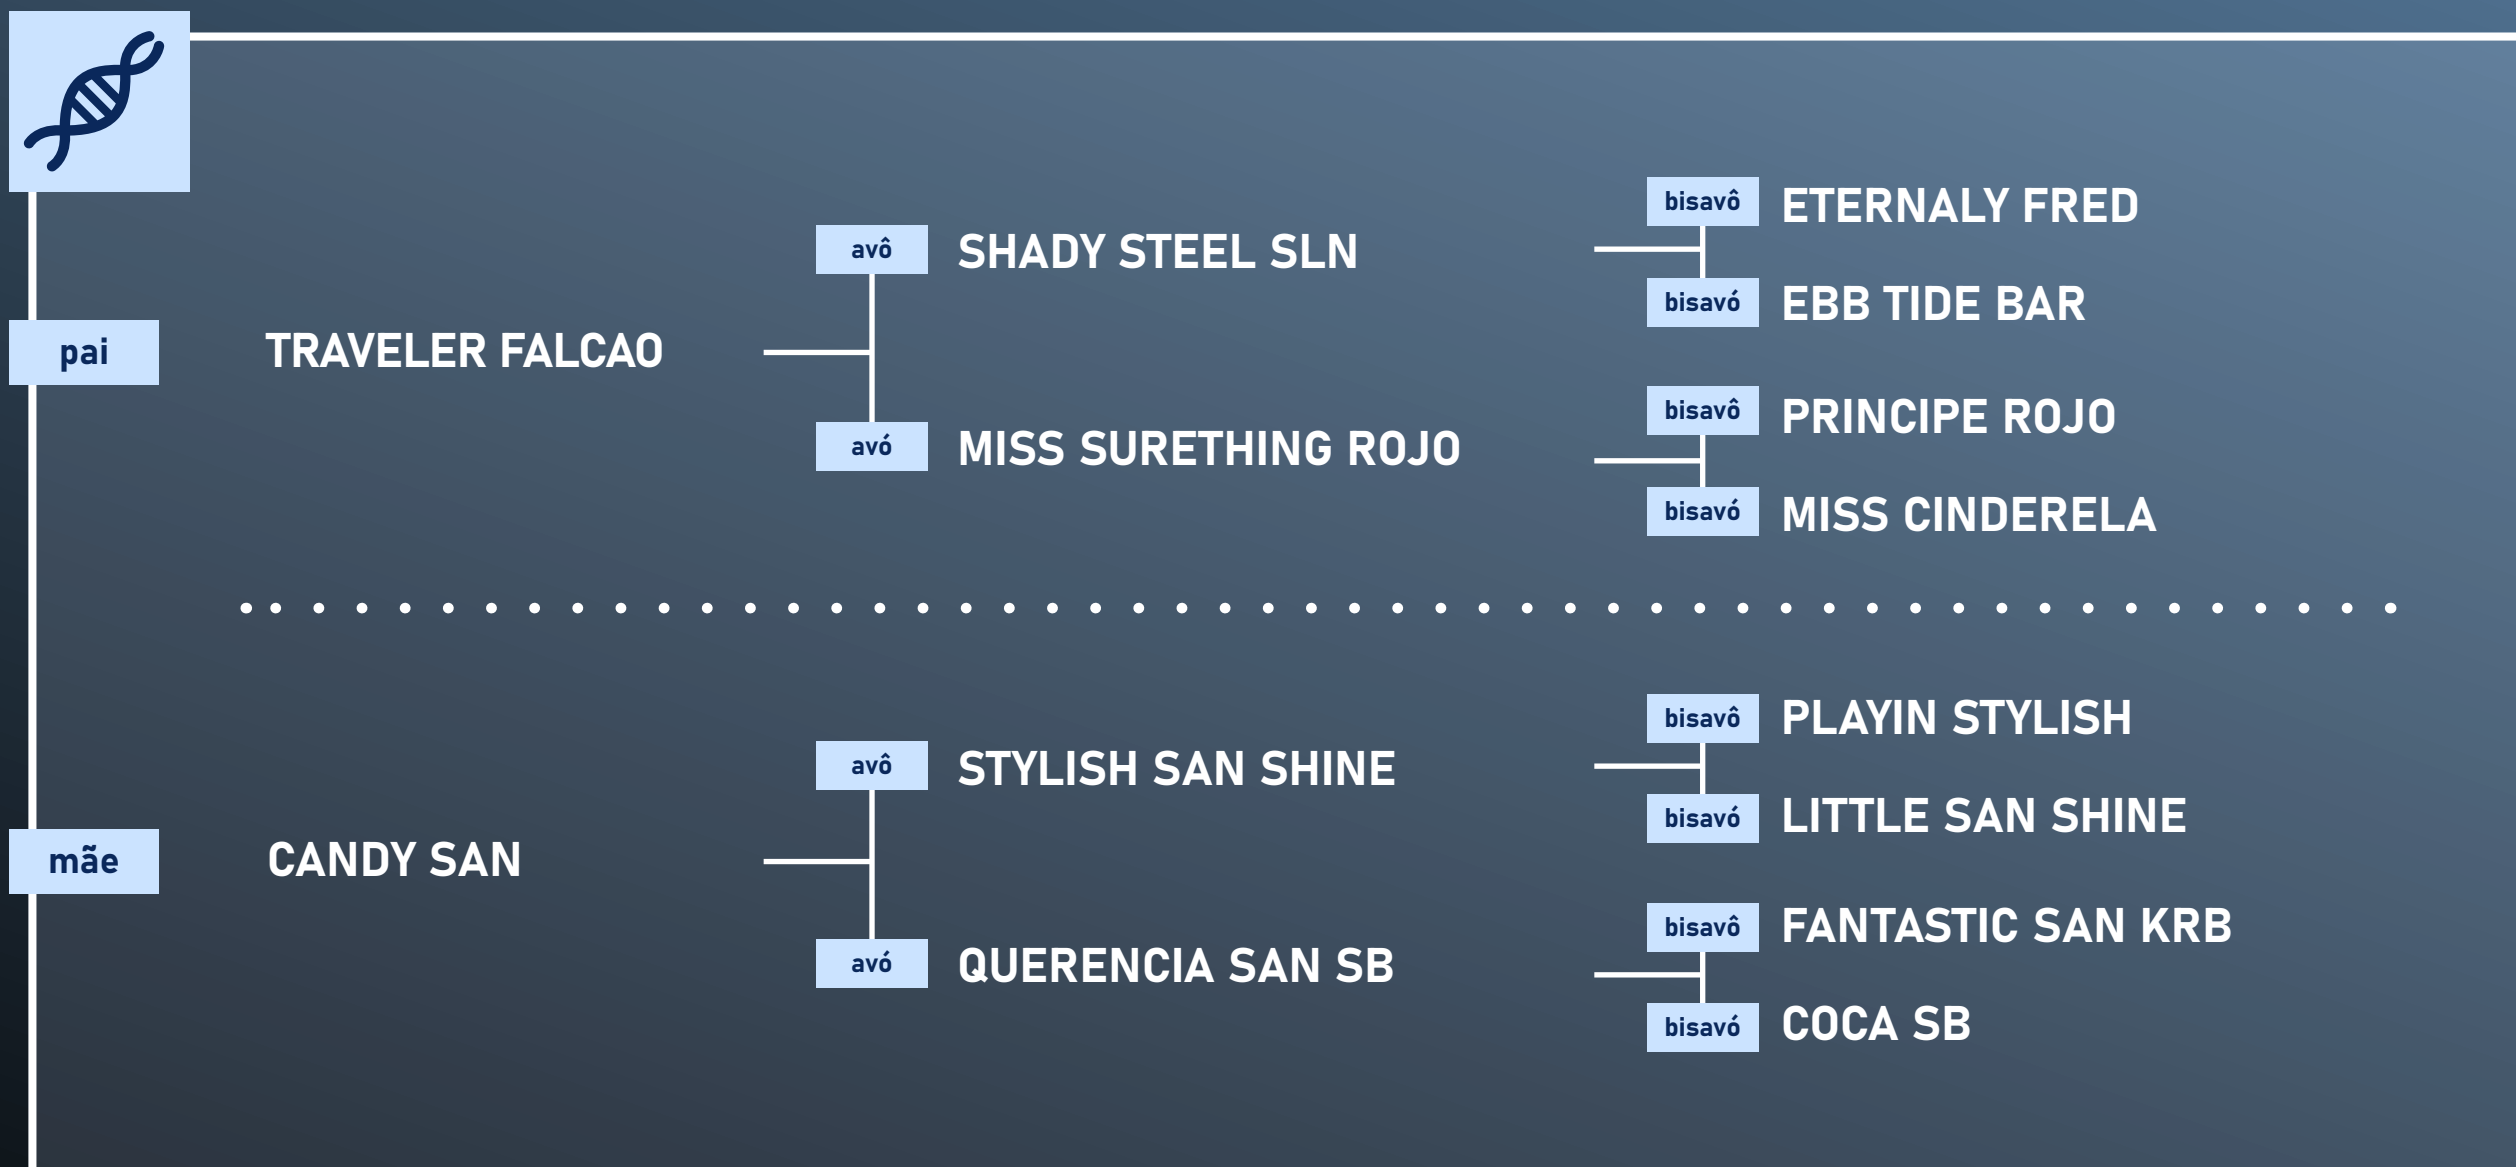 pai
TRAVELER FALCAO
avô
SHADY STEEL SLN
bisavô
ETERNALY FRED
bisavó
EBB TIDE BAR
avó
MISS SURETHING ROJO
bisavô
PRINCIPE ROJO
bisavó
MISS CINDERELA
mãe
CANDY SAN
avô
STYLISH SAN SHINE
bisavô
PLAYIN STYLISH
bisavó
LITTLE SAN SHINE
avó
QUERENCIA SAN SB
bisavô
FANTASTIC SAN KRB
bisavó
COCA SB